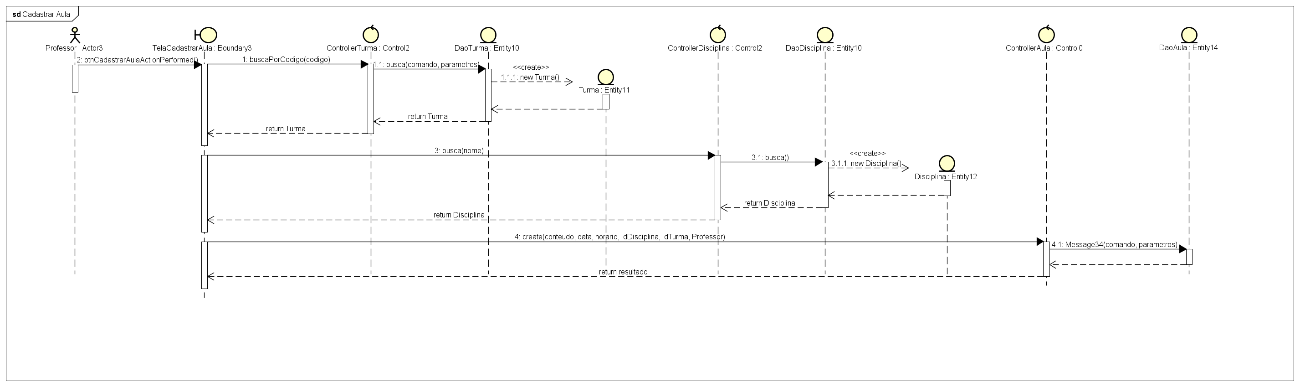 sd Cadastrar Aula
Professor : Actor3
TelaCadastrarAula : Boundary3
ControllerTurma : Control2
DaoTurma : Entity10
ControllerDisciplina : Control2
DaoDisciplina : Entity10
ControllerAula : Control0
DaoAula : Entity14
2: btnCadastrarAulaActionPerformed()
1: buscaPorCodigo(codigo)
1.1: busca(comando, parametros)
<<create>>
1.1.1: new Turma()
Turma : Entity11
return Turma
return Turma
3: busca(nome)
3.1: busca()
<<create>>
3.1.1: new Disciplina()
Disciplina : Entity12
return Disciplina
return Disciplina
4: create(conteudo, data, horario, idDisciplina, idTurma, Professor)
4.1: Message34(comando, parametros)
return resultado